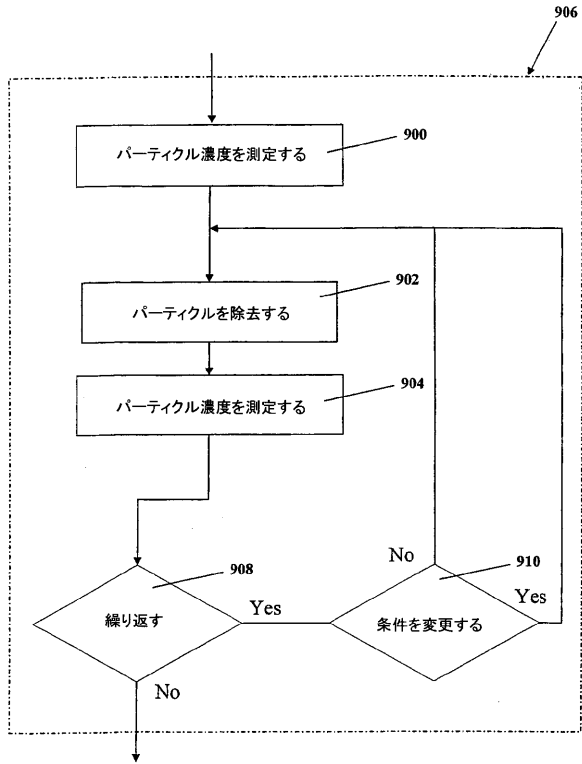 906
パーティクル濃度を測定する
900
パーティクルを除去する
902
パーティクル濃度を測定する
904
繰り返す
908
Yes
No
条件を変更する
910
No
Yes